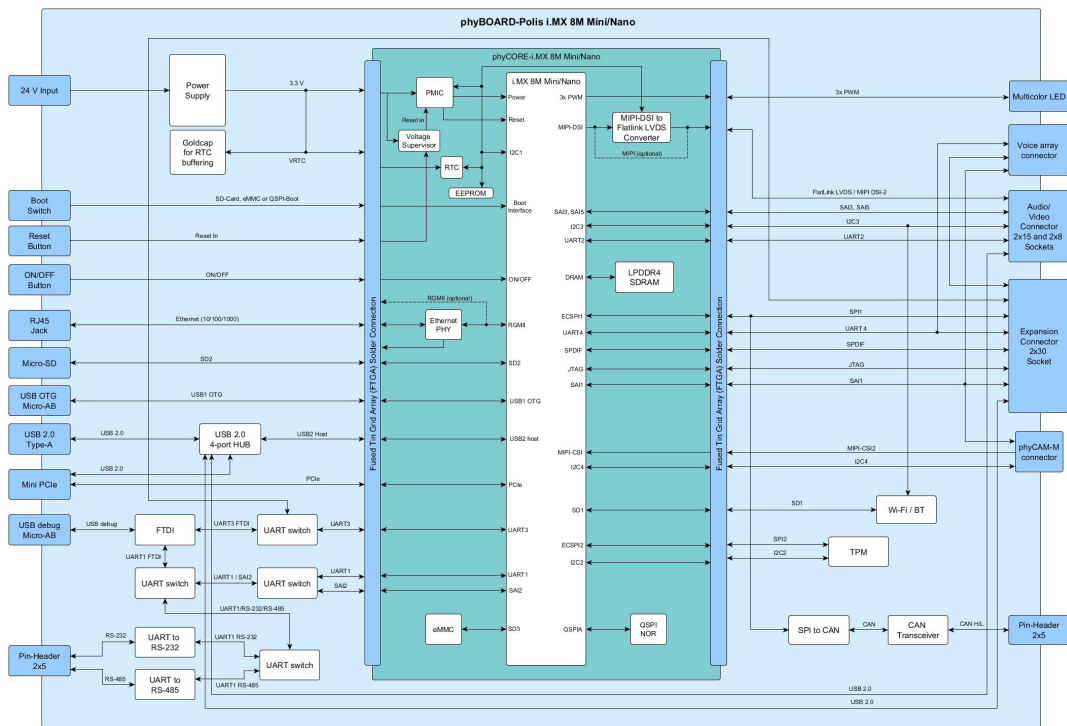 phyBOARD-Polis i.MX 8M Mini/Nano
phyCORE-i.MX 8M Mini/Nano
i.MX 8M Mini/Nano
24 V Input
Power
Supply
3.3 V
Goldcap
for RTC
buffering
VRTC
Boot
Switch
SD-Card, eMMC or QSPI-Boot
Reset
Button
Reset In
ON/OFF
Button
ON/OFF
RJ45
Jack
Ethernet (10/100/1000)
Micro-SD
SD2
USB OTG
Micro-AB
USB1 OTG
USB 2.0
Type-A
USB 2.0
USB 2.0
4-port HUB
USB2 Host
Mini PCIe
USB 2.0
PCIe
USB debug
Micro-AB
USB debug
FTDI
UART3 FTDI
UART switch
UART3
UART1 FTDI
UART switch
UART1 / SAI2
UART switch
UART1
SAI2
UART1/RS-232/RS-485
Pin-Header
2x5
RS-232
UART to
RS-232
UART1 RS-232
UART switch
RS-485
UART to
RS-485
UART1 RS-485
Fused Tin Grid Array (FTGA) Solder Connection
PMIC
Reset in
Voltage
Supervisor
RTC
EEPROM
RGMII (optional)
Ethernet
PHY
eMMC
Power
Reset
I2C1
Boot
Interface
ON/OFF
RGMII
SD2
USB1 OTG
USB2 host
PCIe
UART3
UART1
SAI2
SD3
3x PWM
MIPI-DSI
MIPI-DSI to
Flatlink LVDS
Converter
MIPI (optional)
SAI3, SAI5
I2C3
UART2
DRAM
LPDDR4
SDRAM
ECSPI1
UART4
SPDIF
JTAG
SAI1
MIPI-CSI
I2C4
SD1
ECSPI2
I2C2
QSPIA
QSPI
NOR
Fused Tin Grid Array (FTGA) Solder Connection
3x PWM
Multicolor LED
Voice array
connector
FlatLink LVDS / MIPI DSI-2
SAI3, SAI5
I2C3
UART2
Audio/
Video
Connector
2x15 and 2x8
Sockets
SPI1
UART4
SPDIF
JTAG
SAI1
Expansion
Connector
2x30
Socket
MIPI-CSI2
I2C4
phyCAM-M
connector
SD1
Wi-Fi / BT
SPI2
I2C2
TPM
SPI to CAN
CAN
CAN
Transceiver
CAN H/L
Pin-Header
2x5
USB 2.0
USB 2.0